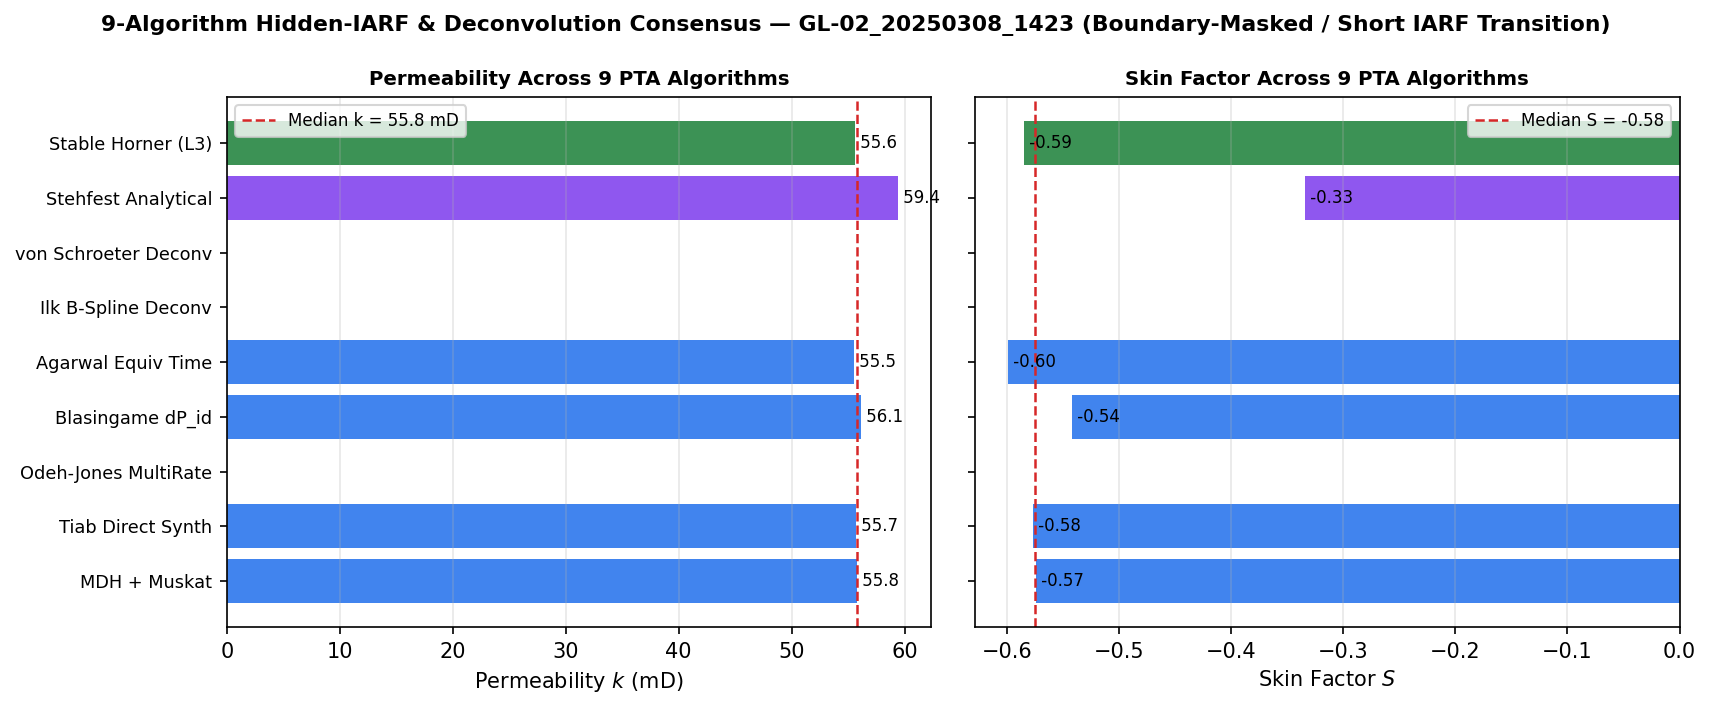 9-Algorithm Hidden-IARF & Deconvolution Consensus — GL-02_20250308_1423 (Boundary-Masked / Short IARF Transition)
Permeability Across 9 PTA Algorithms
Median k = 55.8 mD
Stable Horner (L3)
55.6
Stehfest Analytical
59.4
von Schroeter Deconv
Ilk B-Spline Deconv
Agarwal Equiv Time
55.5
Blasingame dP_id
56.1
Odeh-Jones MultiRate
Tiab Direct Synth
55.7
MDH + Muskat
55.8
0 10 20 30 40 50 60
Permeability k (mD)
Skin Factor Across 9 PTA Algorithms
Median S = -0.58
-0.59
-0.33
-0.60
-0.54
-0.58
-0.57
−0.6 −0.5 −0.4 −0.3 −0.2 −0.1 0.0
Skin Factor S